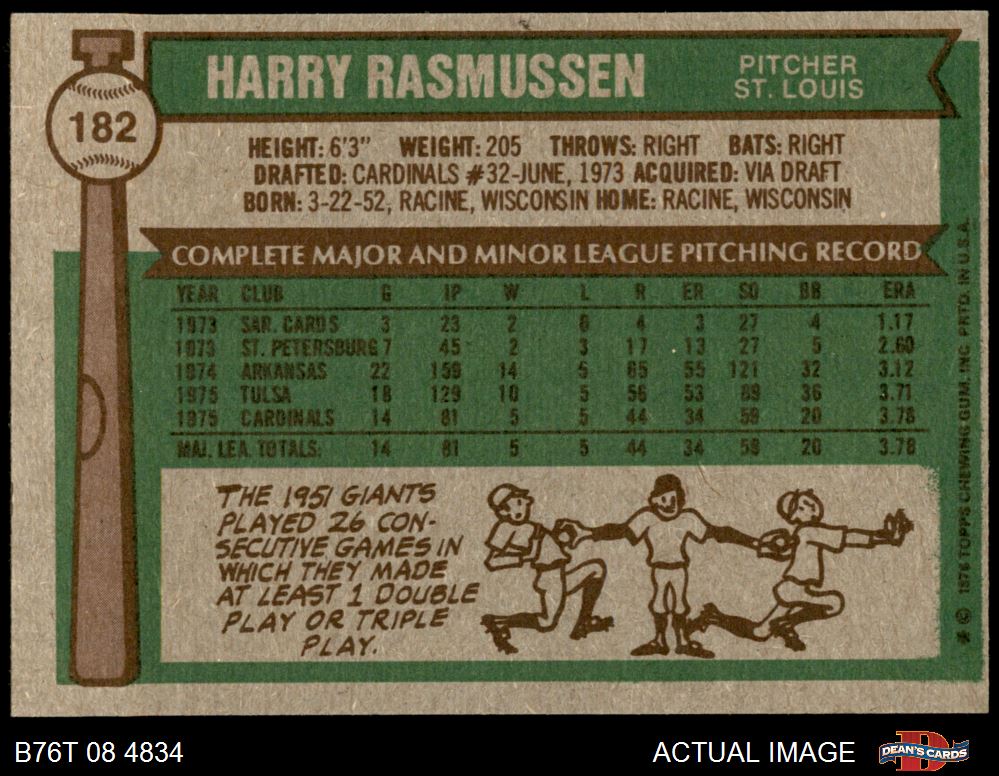 HARRY RASMUSSEN
PITCHER
ST. LOUIS
182
HEIGHT: 6'3" WEIGHT: 205 THROWS: RIGHT BATS: RIGHT
DRAFTED: CARDINALS #32-JUNE, 1973 ACQUIRED: VIA DRAFT
BORN: 3-22-52, RACINE, WISCONSIN HOME: RACINE, WISCONSIN
COMPLETE MAJOR AND MINOR LEAGUE PITCHING RECORD
YEAR CLUB G IP W L R ER SO BB ERA
1973 SAR. CARDS 3 23 2 0 4 3 27 4 1.17
1973 ST. PETERSBURG 7 45 2 3 17 13 27 5 2.60
1974 ARKANSAS 22 159 14 5 65 55 121 32 3.12
1975 TULSA 18 129 10 5 56 53 89 36 3.71
1975 CARDINALS 14 81 5 5 44 34 59 20 3.78
MAJ. LEA. TOTALS: 14 81 5 5 44 34 59 20 3.78
THE 1951 GIANTS
PLAYED 26 CON-
SECUTIVE GAMES IN
WHICH THEY MADE
AT LEAST 1 DOUBLE
PLAY OR TRIPLE
PLAY.
* © 1976 TOPPS CHEWING GUM, INC. PRTD. IN U.S.A.
B76T 08 4834
ACTUAL IMAGE
DEAN'S CARDS